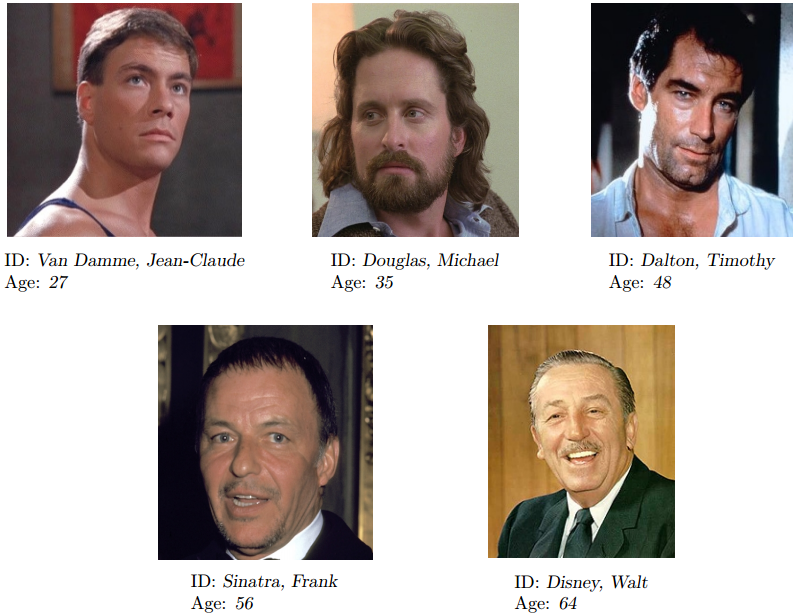 ID: Van Damme, Jean-Claude
Age: 27
ID: Douglas, Michael
Age: 35
ID: Dalton, Timothy
Age: 48
ID: Sinatra, Frank
Age: 56
ID: Disney, Walt
Age: 64